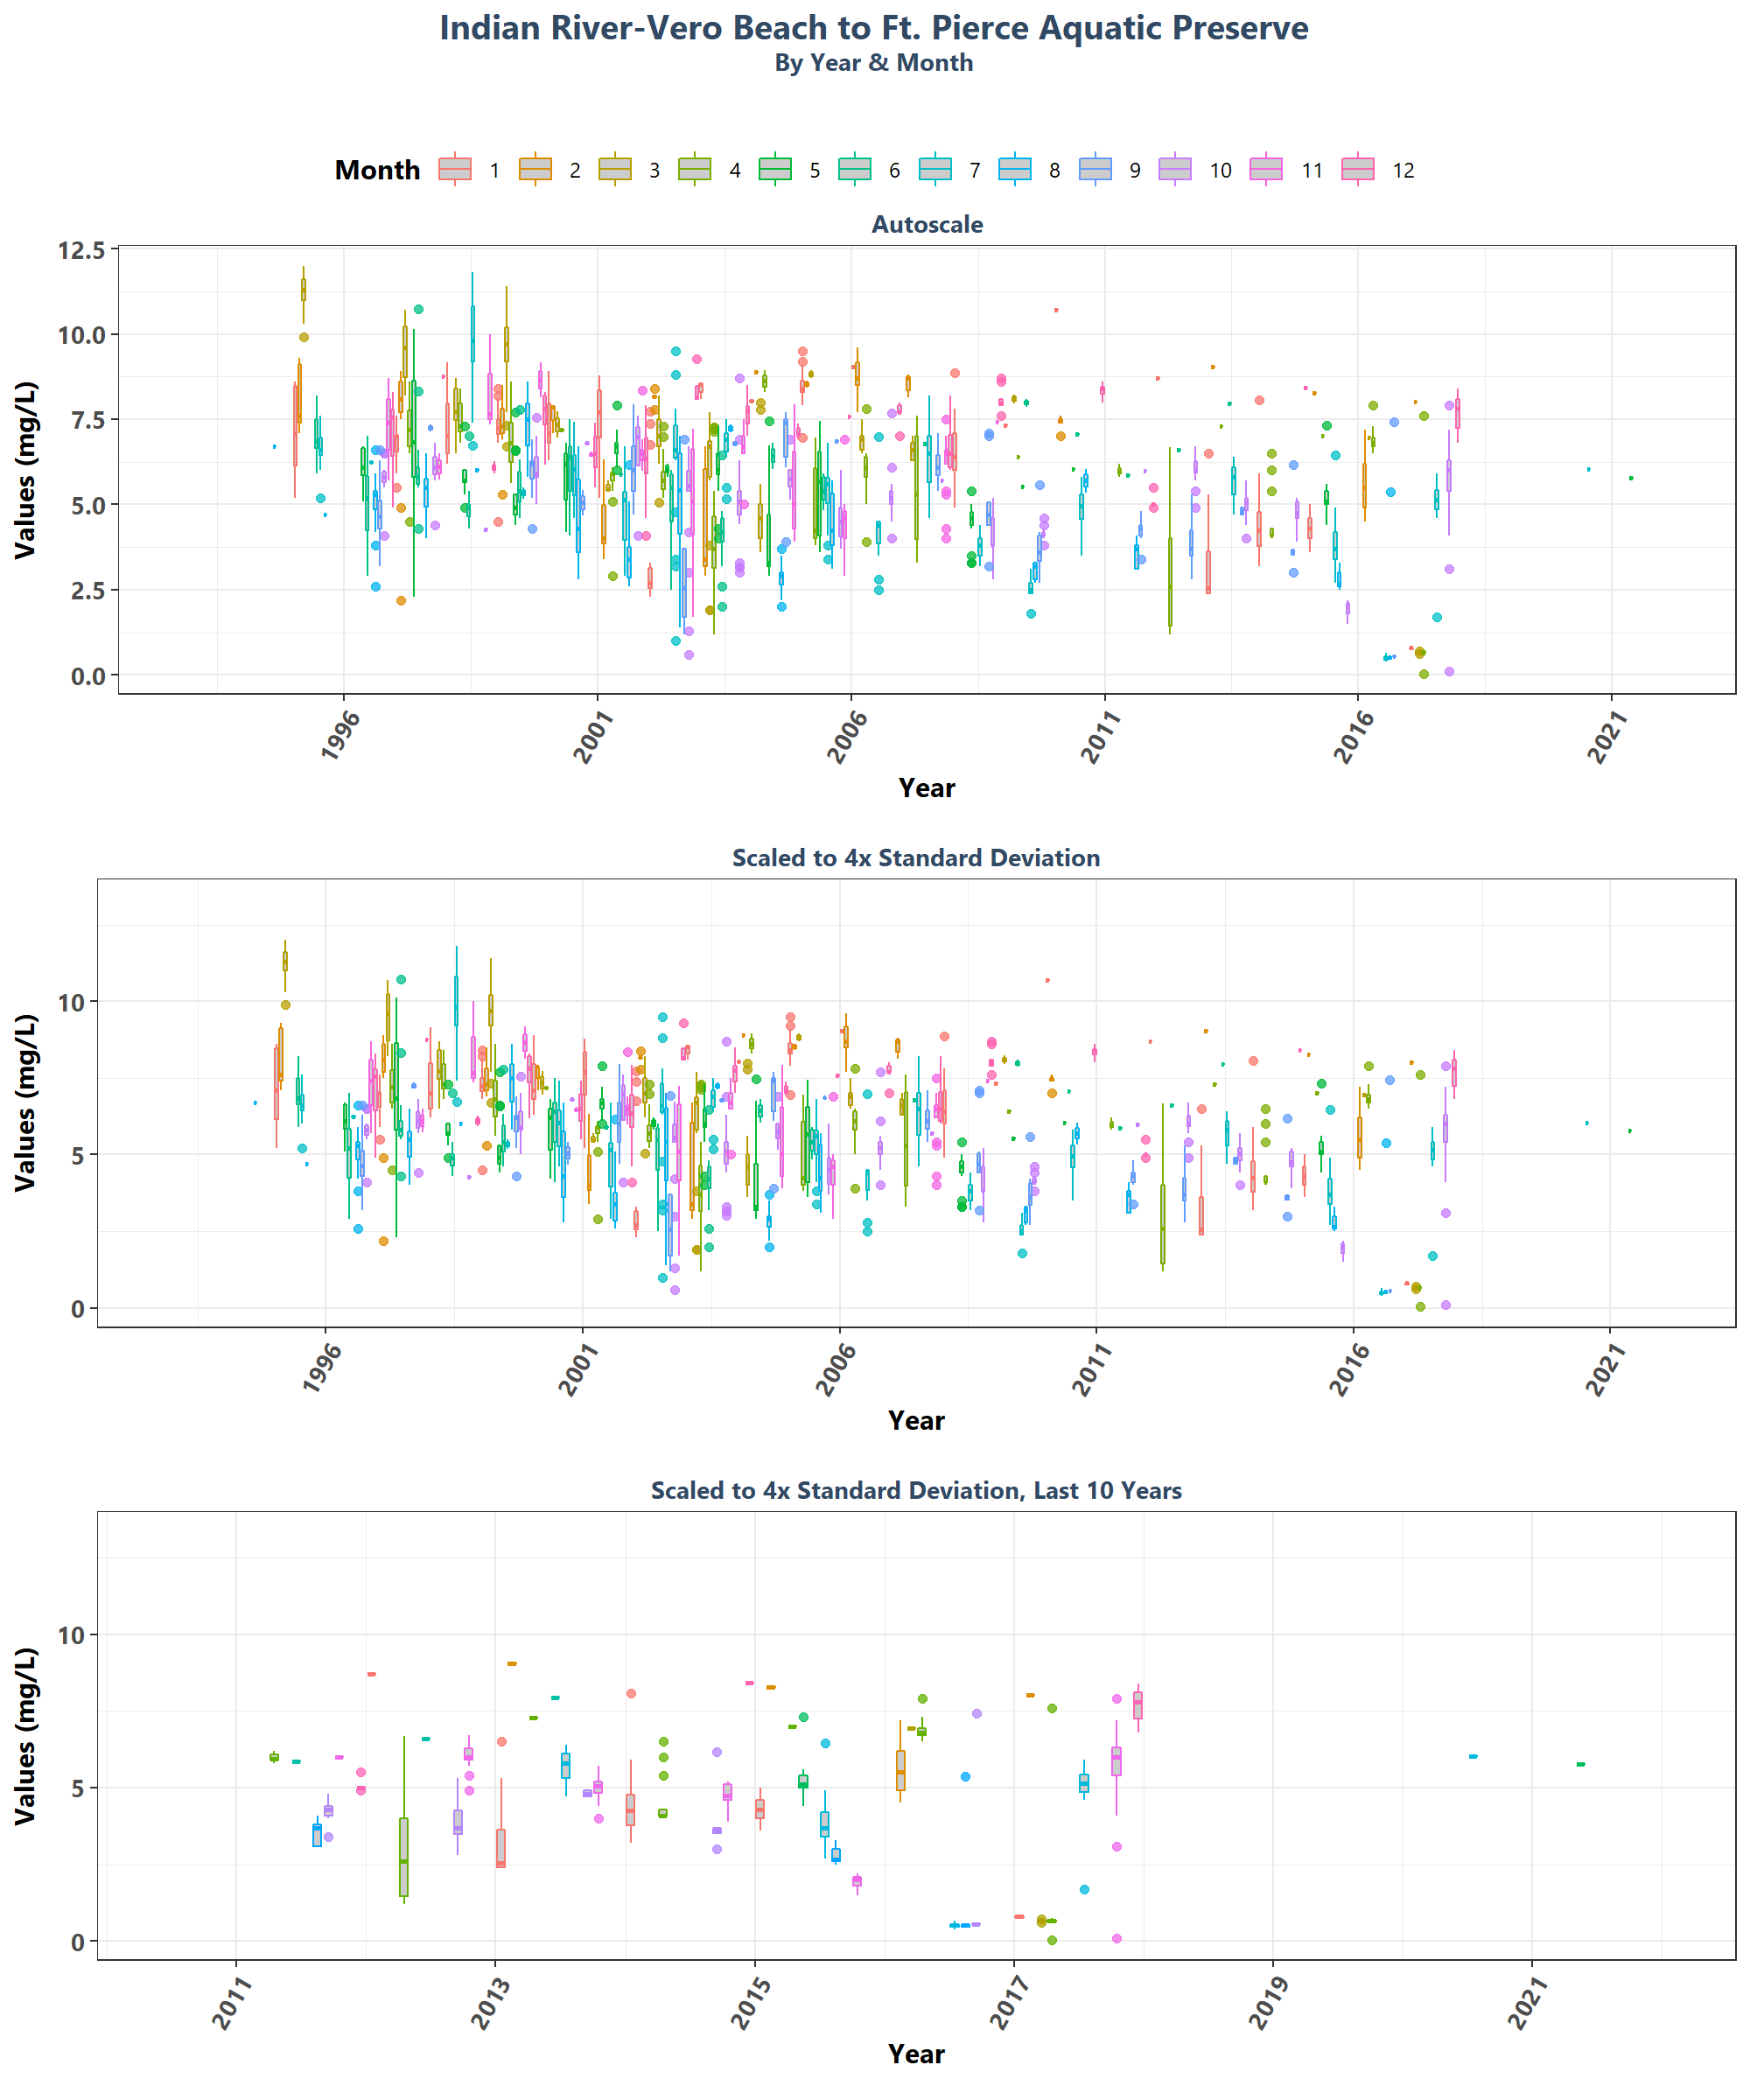 Indian River-Vero Beach to Ft. Pierce Aquatic Preserve
By Year & Month
Month 1 2 3 4 5 6 7 8 9 10 11 12
Autoscale
Values (mg/L)
12.5
10.0
7.5
5.0
2.5
0.0
1996 2001 2006 2011 2016 2021
Year
Scaled to 4x Standard Deviation
Values (mg/L)
10
5
0
1996 2001 2006 2011 2016 2021
Year
Scaled to 4x Standard Deviation, Last 10 Years
Values (mg/L)
10
5
0
2011 2013 2015 2017 2019 2021
Year